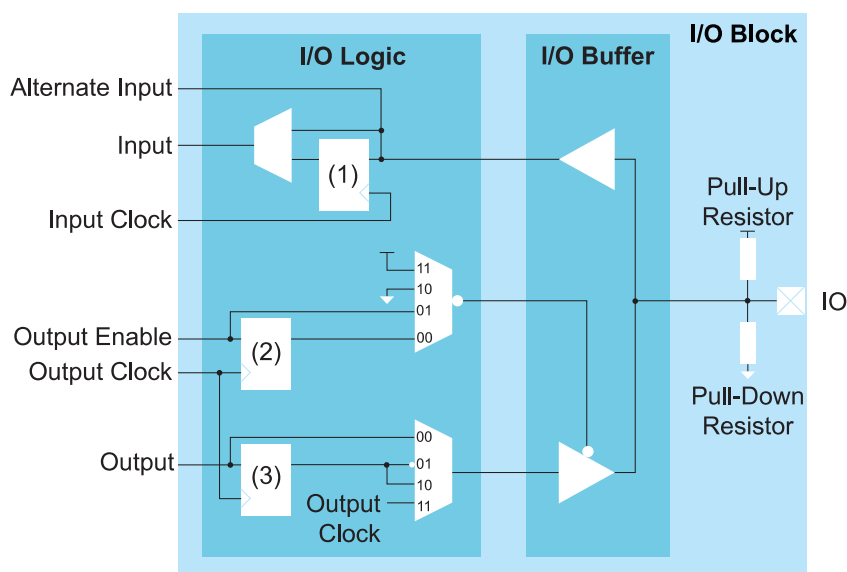 I/O Block
I/O Logic
I/O Buffer
Alternate Input
Input
(1)
Input Clock
Pull-Up
Resistor
11
10
01
00
IO
Output Enable
(2)
Output Clock
Pull-Down
Resistor
00
01
10
11
Output
(3)
Output
Clock